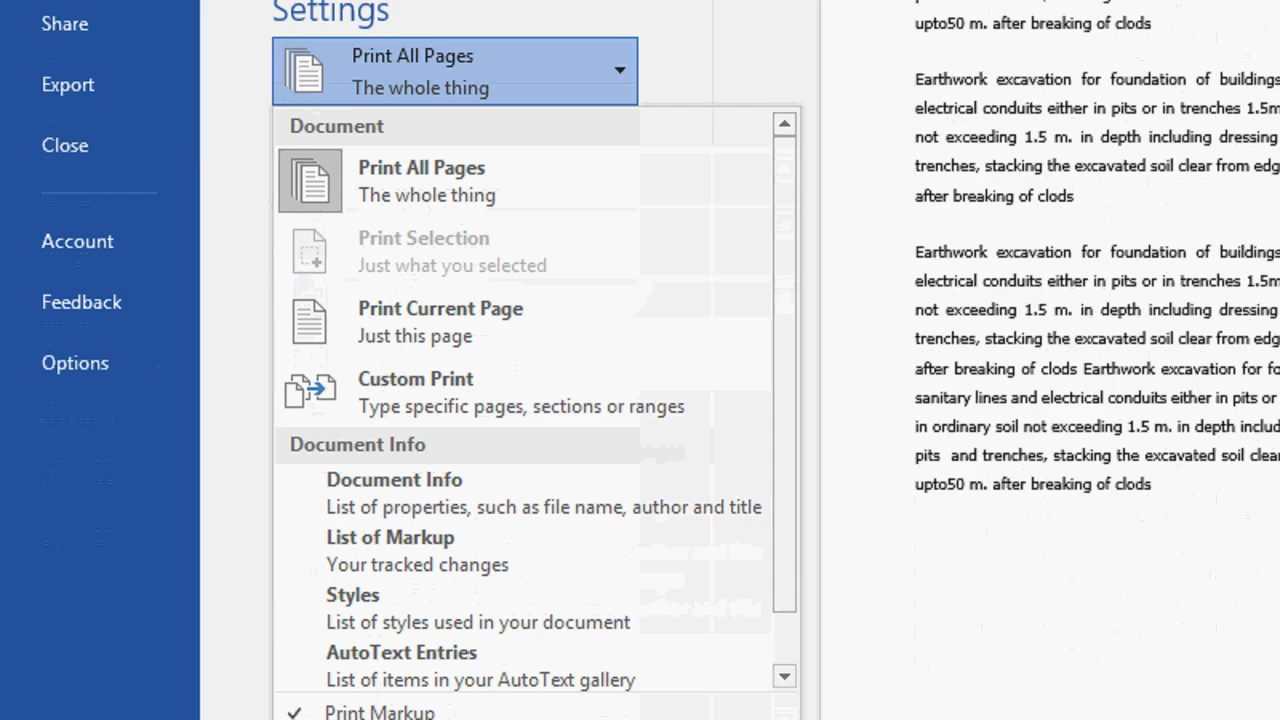 Share
Export
Close
Account
Feedback
Options
Settings
Print All Pages
The whole thing
Document
Print All Pages
The whole thing
Print Selection
Just what you selected
Print Current Page
Just this page
Custom Print
Type specific pages, sections or ranges
Document Info
Document Info
List of properties, such as file name, author and title
List of Markup
Your tracked changes
Styles
List of styles used in your document
AutoText Entries
List of items in your AutoText gallery
Print Markup
upto50 m. after breaking of clods
Earthwork excavation for foundation of buildings
electrical conduits either in pits or in trenches 1.5m
not exceeding 1.5 m. in depth including dressing
trenches, stacking the excavated soil clear from edg
after breaking of clods
Earthwork excavation for foundation of buildings
electrical conduits either in pits or in trenches 1.5m
not exceeding 1.5 m. in depth including dressing
trenches, stacking the excavated soil clear from edg
after breaking of clods Earthwork excavation for fo
sanitary lines and electrical conduits either in pits or
in ordinary soil not exceeding 1.5 m. in depth includ
pits and trenches, stacking the excavated soil clea
upto50 m. after breaking of clods